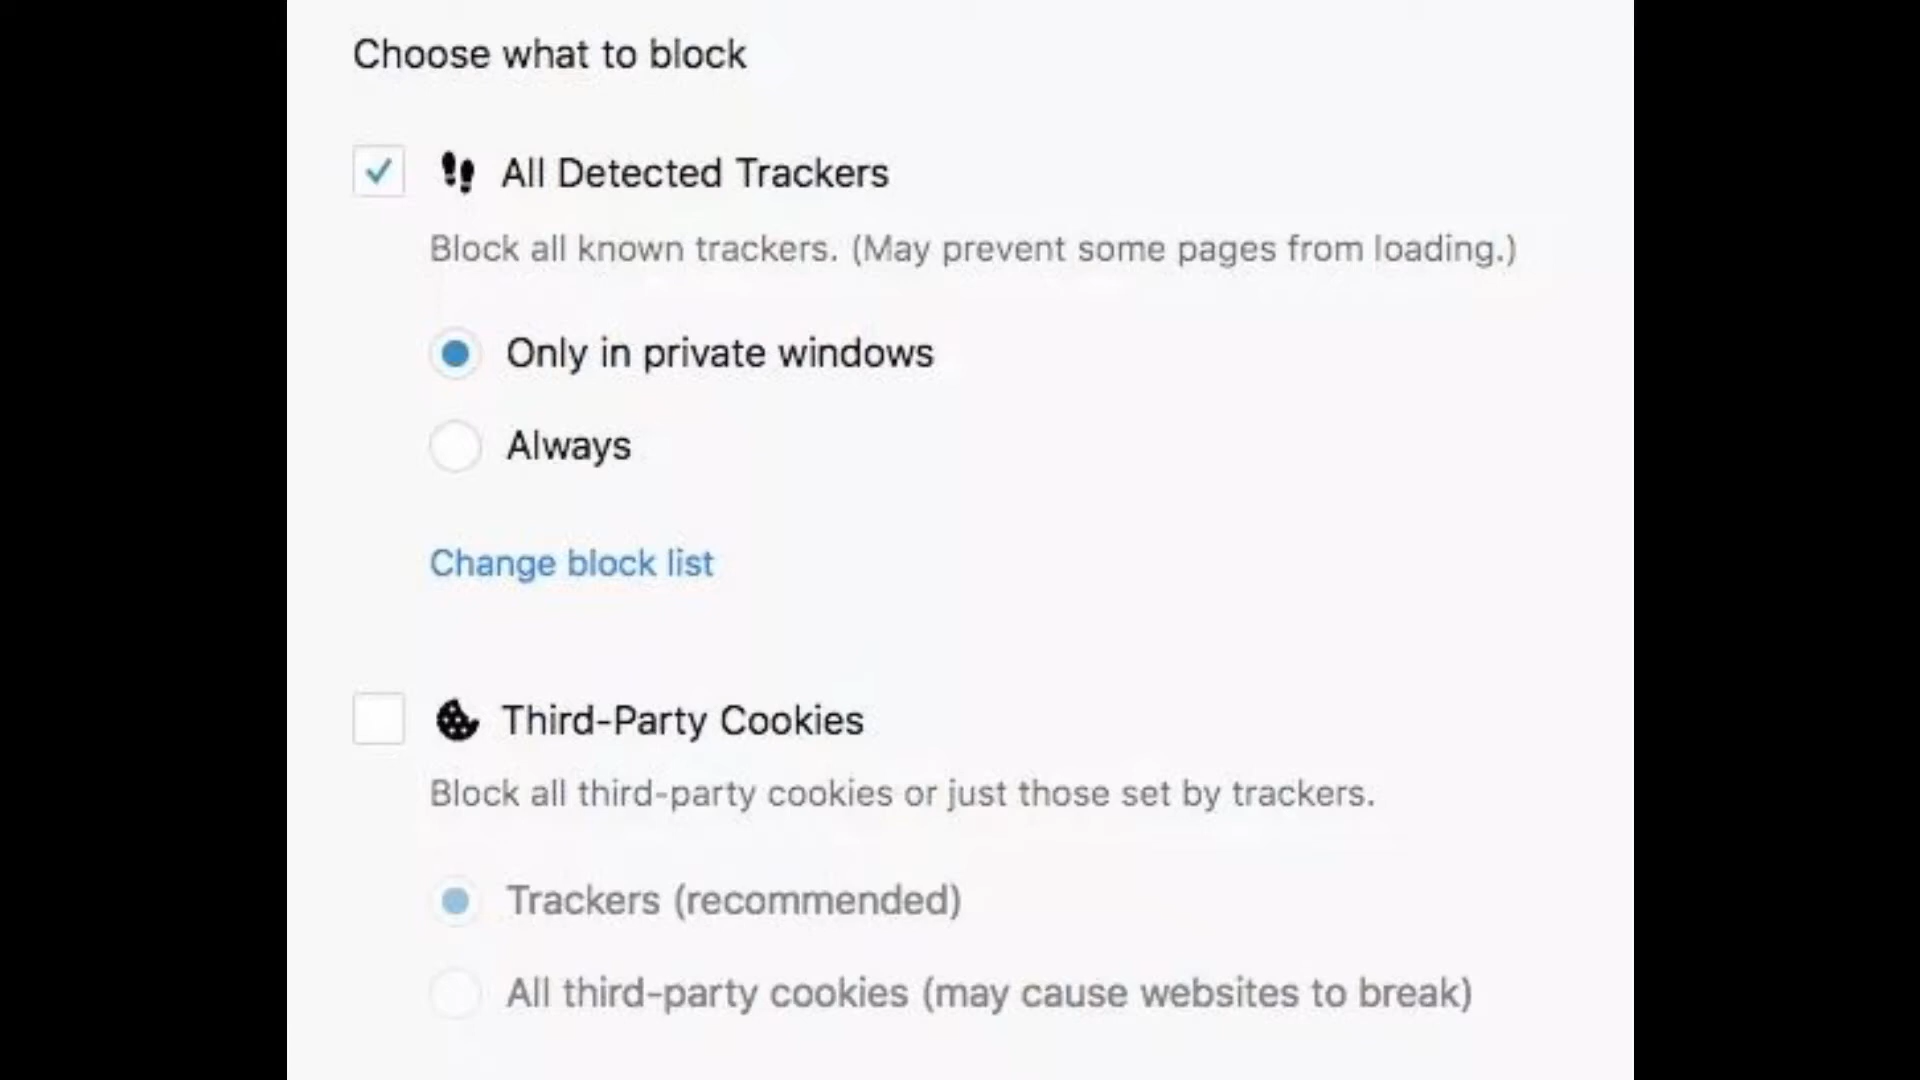 Choose what to block
All Detected Trackers
Block all known trackers. (May prevent some pages from loading.)
Only in private windows
Always
Change block list
Third-Party Cookies
Block all third-party cookies or just those set by trackers.
Trackers (recommended)
All third-party cookies (may cause websites to break)